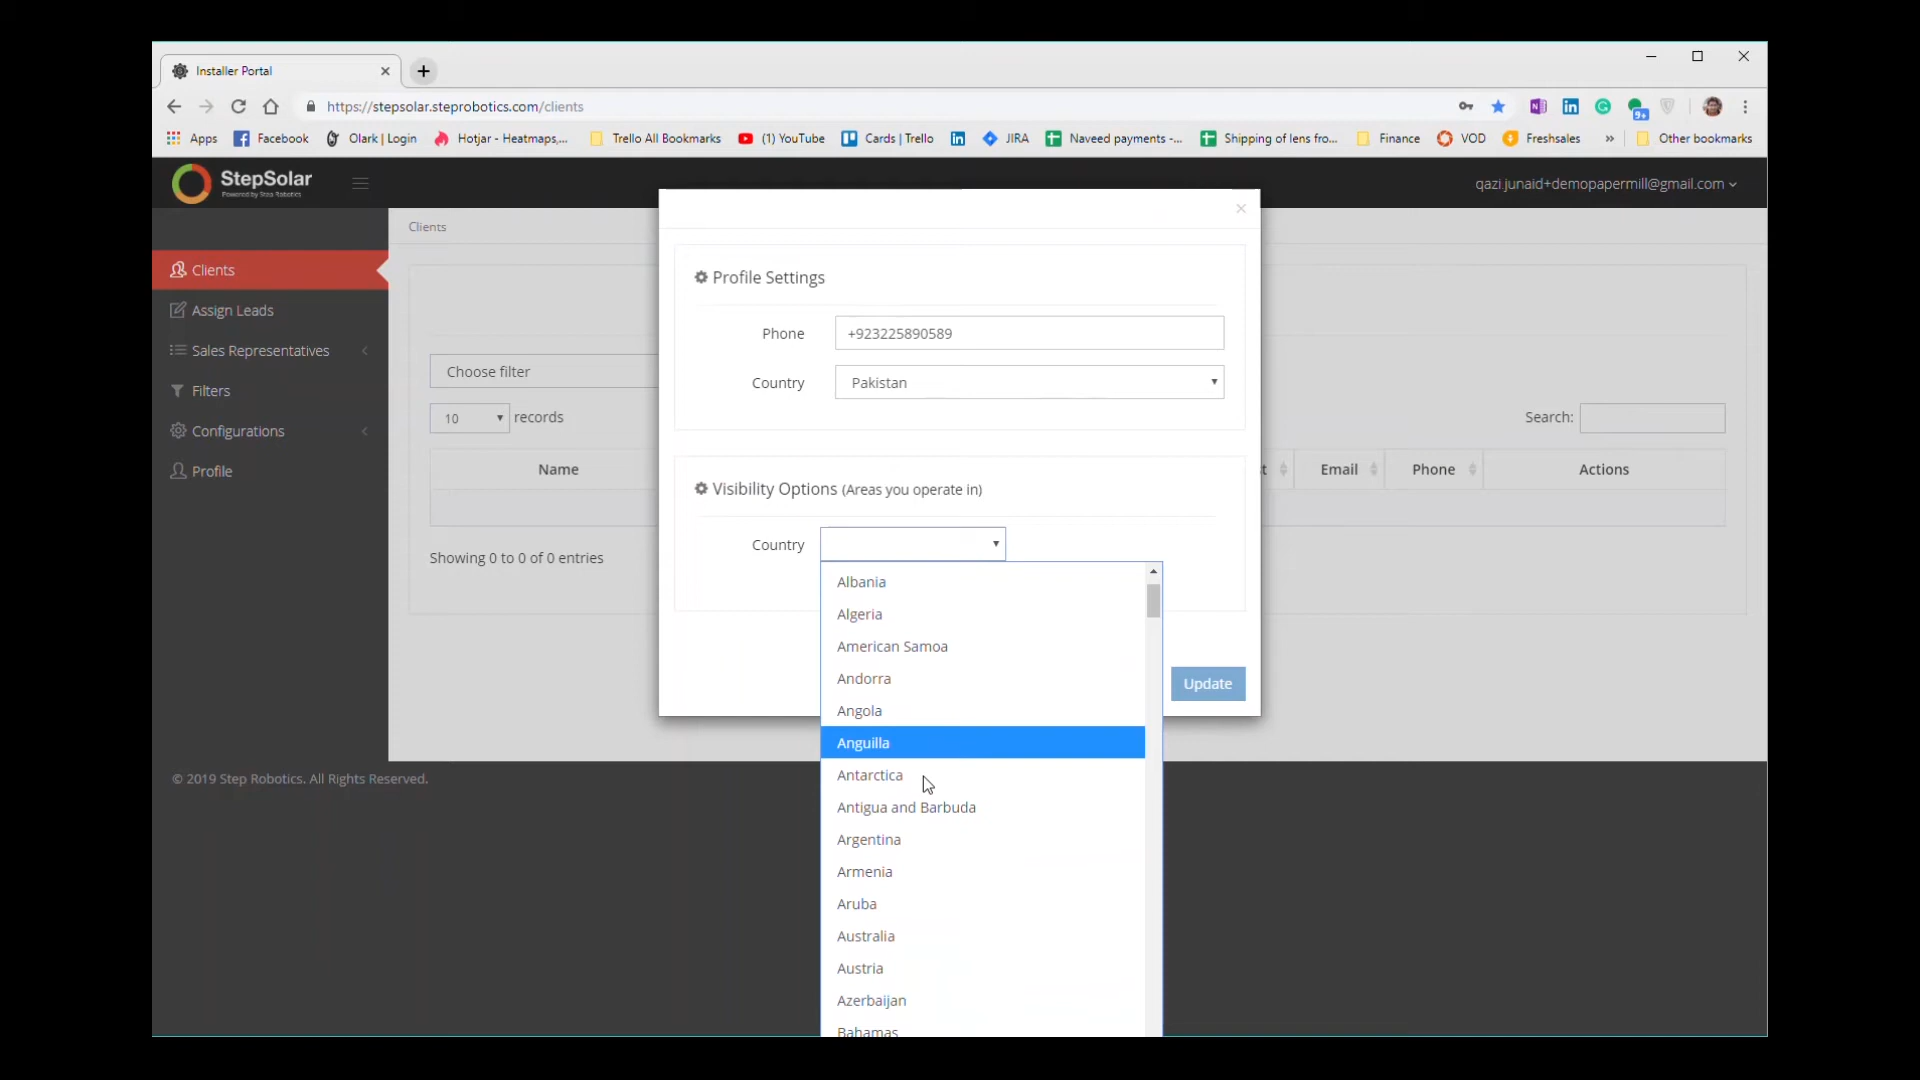 Installer Portal
https://stepsolar.steprobotics.com/clients
Apps Facebook Olark | Login Hotjar - Heatmaps,... Trello All Bookmarks (1) YouTube Cards | Trello JIRA Naveed payments -... Shipping of lens fro... Finance VOD Freshsales » Other bookmarks
9+
StepSolar
Powered by Step Robotics
qazi.junaid+demopapermill@gmail.com
Clients
Clients
Assign Leads
Sales Representatives
Filters
Configurations
Profile
Choose filter
10 records
Search:
Name
Email Phone Actions
Showing 0 to 0 of 0 entries
Profile Settings
Phone +923225890589
Country Pakistan
Visibility Options (Areas you operate in)
Country
Albania
Algeria
American Samoa
Andorra
Angola
Anguilla
Antarctica
Antigua and Barbuda
Argentina
Armenia
Aruba
Australia
Austria
Azerbaijan
Bahamas
Update
© 2019 Step Robotics. All Rights Reserved.